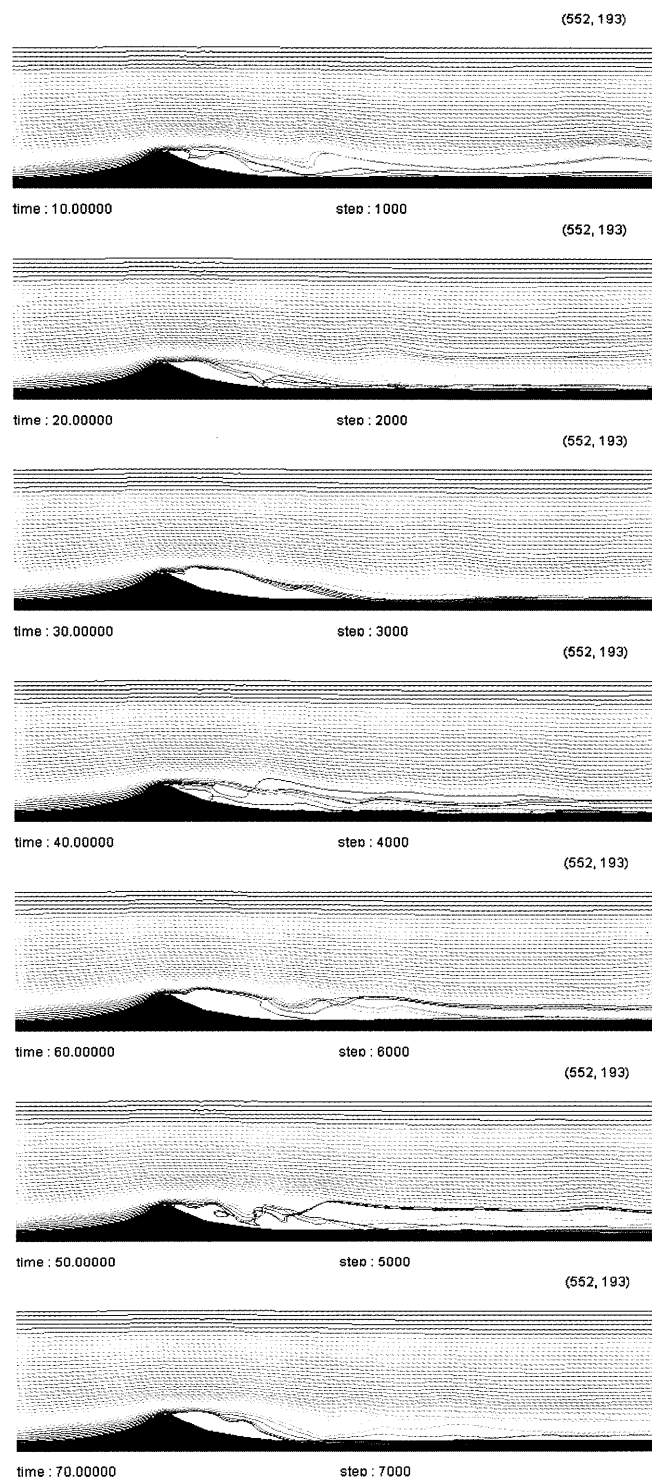 (552, 193)
time : 10.00000 step : 1000
(552, 193)
time : 20.00000 step : 2000
(552, 193)
time : 30.00000 step : 3000
(552, 193)
time : 40.00000 step : 4000
(552, 193)
time : 60.00000 step : 6000
(552, 193)
time : 50.00000 step : 5000
(552, 193)
time : 70.00000 step : 7000